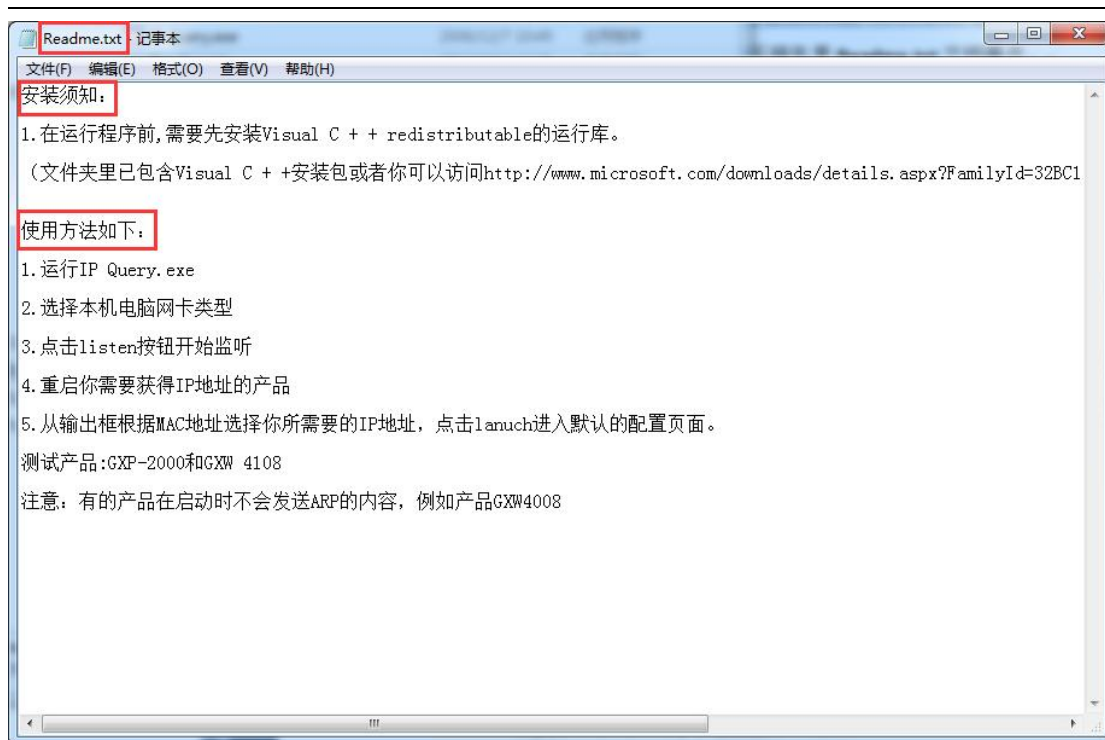 Readme.txt - 记事本
文件(F) 编辑(E) 格式(O) 查看(V) 帮助(H)
安装须知：
1.在运行程序前,需要先安装Visual C + + redistributable的运行库。
（文件夹里已包含Visual C + +安装包或者你可以访问http://www.microsoft.com/downloads/details.aspx?FamilyId=32BC1
使用方法如下：
1.运行IP Query.exe
2.选择本机电脑网卡类型
3.点击listen按钮开始监听
4.重启你需要获得IP地址的产品
5.从输出框根据MAC地址选择你所需要的IP地址，点击lanuch进入默认的配置页面。
测试产品:GXP-2000和GXW 4108
注意：有的产品在启动时不会发送ARP的内容，例如产品GXW4008